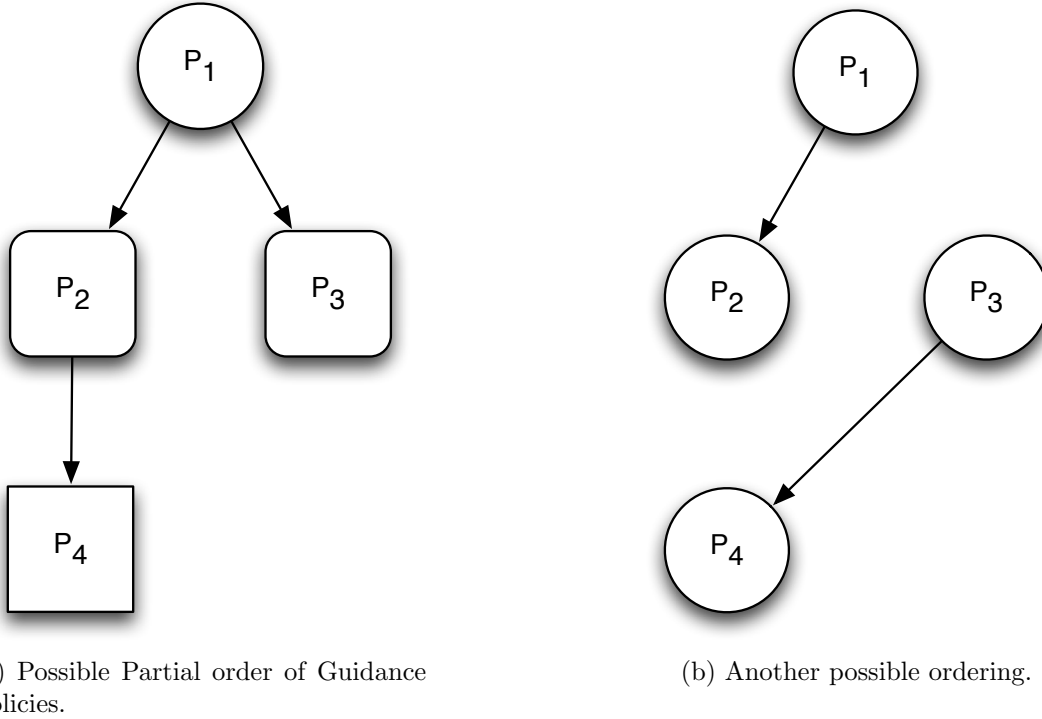 P1
P2
P3
P4
) Possible Partial order of Guidance
olicies.
P1
P2
P3
P4
(b) Another possible ordering.